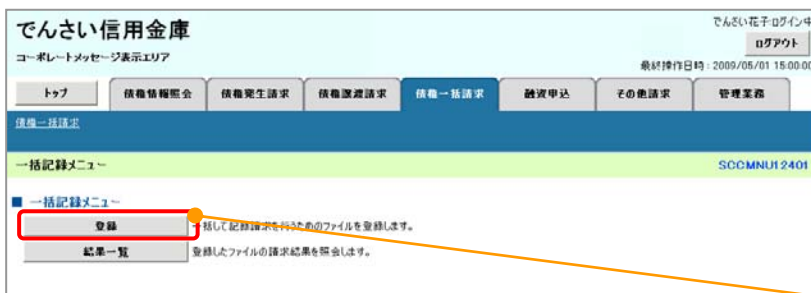 でんさい信用金庫
コーポレートメッセージ表示エリア
でんさい花子ログイン中
ログアウト
最終操作日時：2009/05/01 15:00:00
トップ
債権情報照会
債権発生請求
債権譲渡請求
債権一括請求
融資申込
その他請求
管理業務
債権一括請求
一括記録メニュー
SCCMNU12401
■ 一括記録メニュー
登録
一括して記録請求を行うためのファイルを登録します。
結果一覧
登録したファイルの請求結果を照会します。